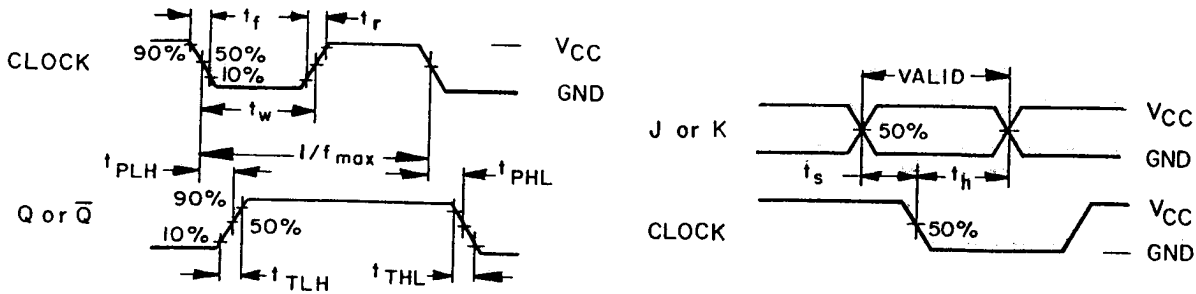 t_f t_r
90% 50% 10%
CLOCK
V_CC
GND
t_w
1/f_max
t_PLH t_PHL
90%
Q or Q̅
10% 50%
t_TLH t_THL
VALID
J or K
50%
V_CC
GND
t_s t_h
CLOCK
50%
V_CC
GND